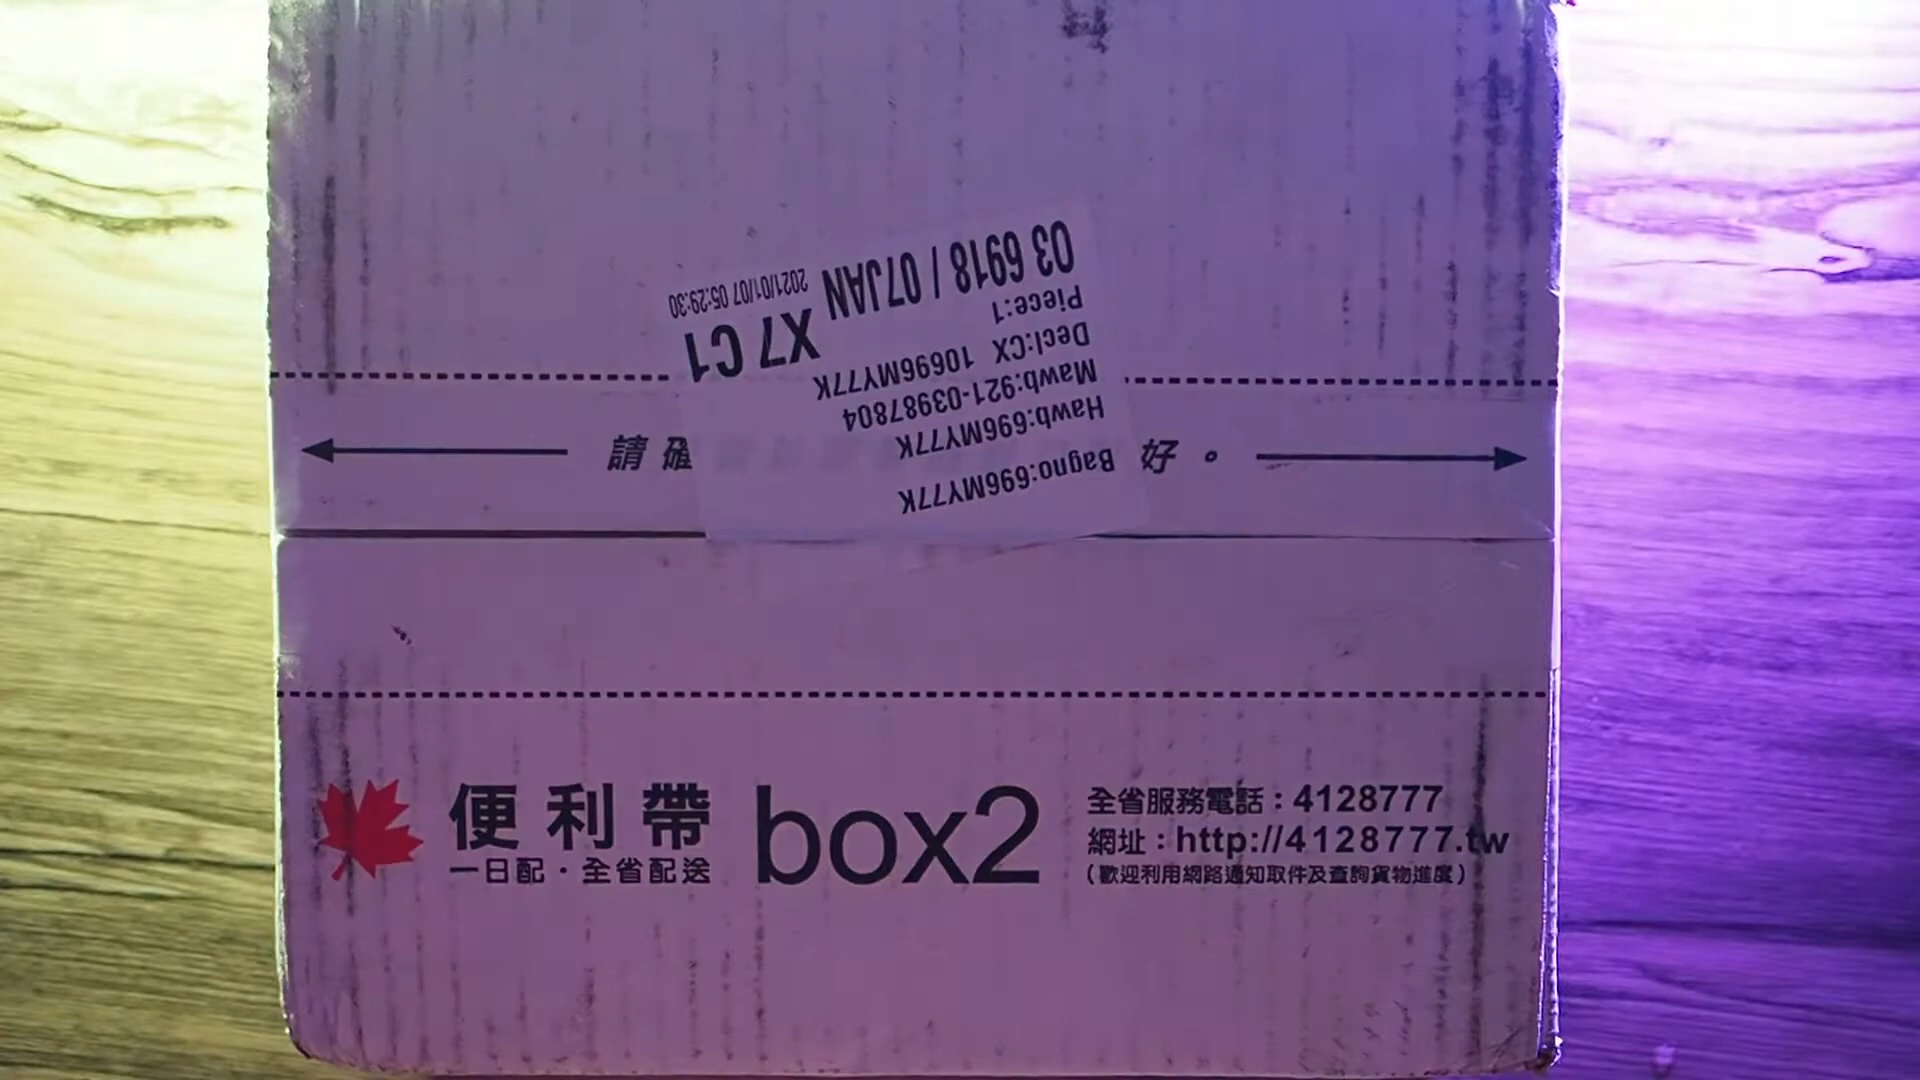 03 6918 / 07JAN 2021/01/07 05:29:30
Piece:1 X7 C1
Decl:CX 10696MY77K
Mawb:921-03987804
Hawb:696MY77K
Bagno:696MY77K
請確
好。
便利帶
一日配·全省配送
box2
全省服務電話：4128777
網址：http://4128777.tw
（歡迎利用網路通知取件及查詢貨物進度）